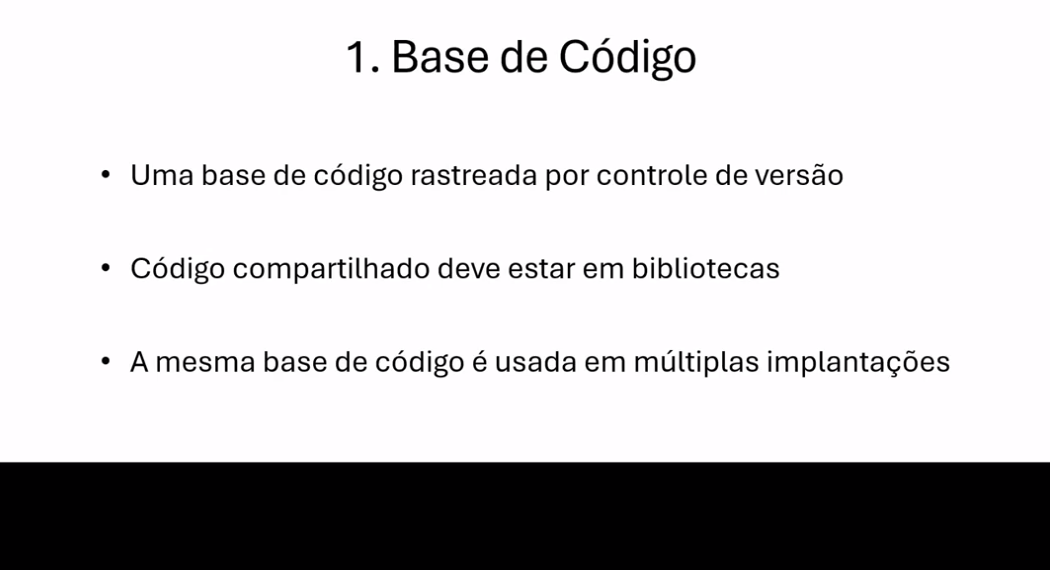 1. Base de Código
• Uma base de código rastreada por controle de versão
• Código compartilhado deve estar em bibliotecas
• A mesma base de código é usada em múltiplas implantações